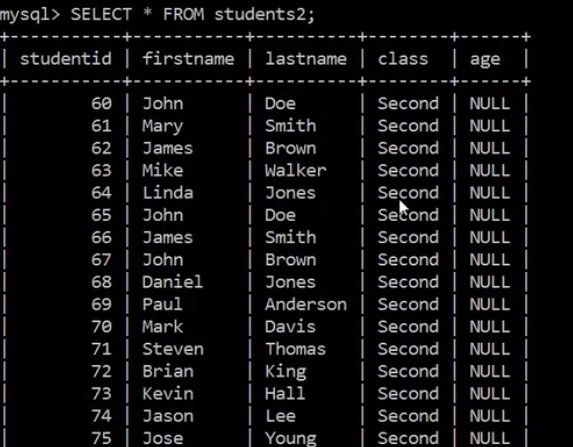 mysql> SELECT * FROM students2;
+-----------+-----------+----------+--------+------+
| studentid | firstname | lastname | class | age |
+-----------+-----------+----------+--------+------+
| 60 | John | Doe | Second | NULL |
| 61 | Mary | Smith | Second | NULL |
| 62 | James | Brown | Second | NULL |
| 63 | Mike | Walker | Second | NULL |
| 64 | Linda | Jones | Second | NULL |
| 65 | John | Doe | Second | NULL |
| 66 | James | Smith | Second | NULL |
| 67 | John | Brown | Second | NULL |
| 68 | Daniel | Jones | Second | NULL |
| 69 | Paul | Anderson | Second | NULL |
| 70 | Mark | Davis | Second | NULL |
| 71 | Steven | Thomas | Second | NULL |
| 72 | Brian | King | Second | NULL |
| 73 | Kevin | Hall | Second | NULL |
| 74 | Jason | Lee | Second | NULL |
| 75 | Jose | Young | Second | NULL |